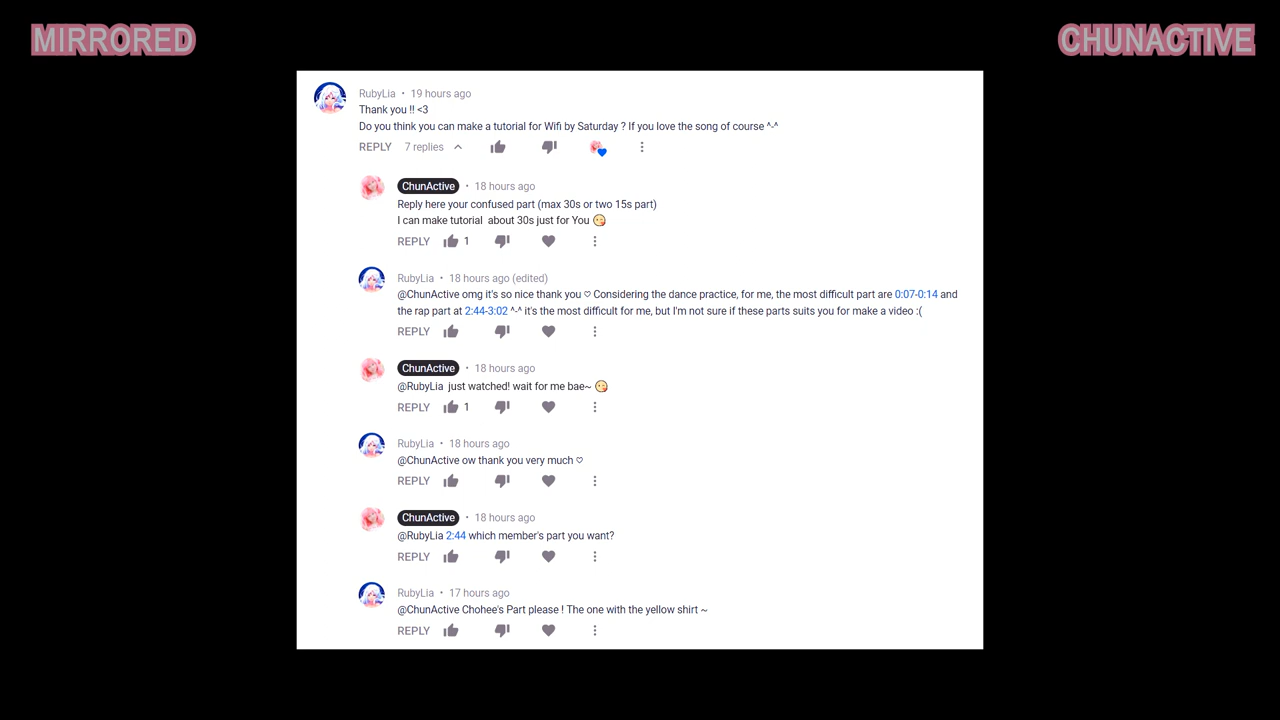 MIRRORED
CHUNACTIVE
RubyLia • 19 hours ago
Thank you !! <3
Do you think you can make a tutorial for Wifi by Saturday ? If you love the song of course ^-^
REPLY 7 replies
ChunActive • 18 hours ago
Reply here your confused part (max 30s or two 15s part)
I can make tutorial about 30s just for You 😘
REPLY 1
RubyLia • 18 hours ago (edited)
@ChunActive omg it's so nice thank you ♡ Considering the dance practice, for me, the most difficult part are 0:07-0:14 and
the rap part at 2:44-3:02 ^-^ it's the most difficult for me, but I'm not sure if these parts suits you for make a video :(
REPLY
ChunActive • 18 hours ago
@RubyLia just watched! wait for me bae~ 😘
REPLY 1
RubyLia • 18 hours ago
@ChunActive ow thank you very much ♡
REPLY
ChunActive • 18 hours ago
@RubyLia 2:44 which member's part you want?
REPLY
RubyLia • 17 hours ago
@ChunActive Chohee's Part please ! The one with the yellow shirt ~
REPLY